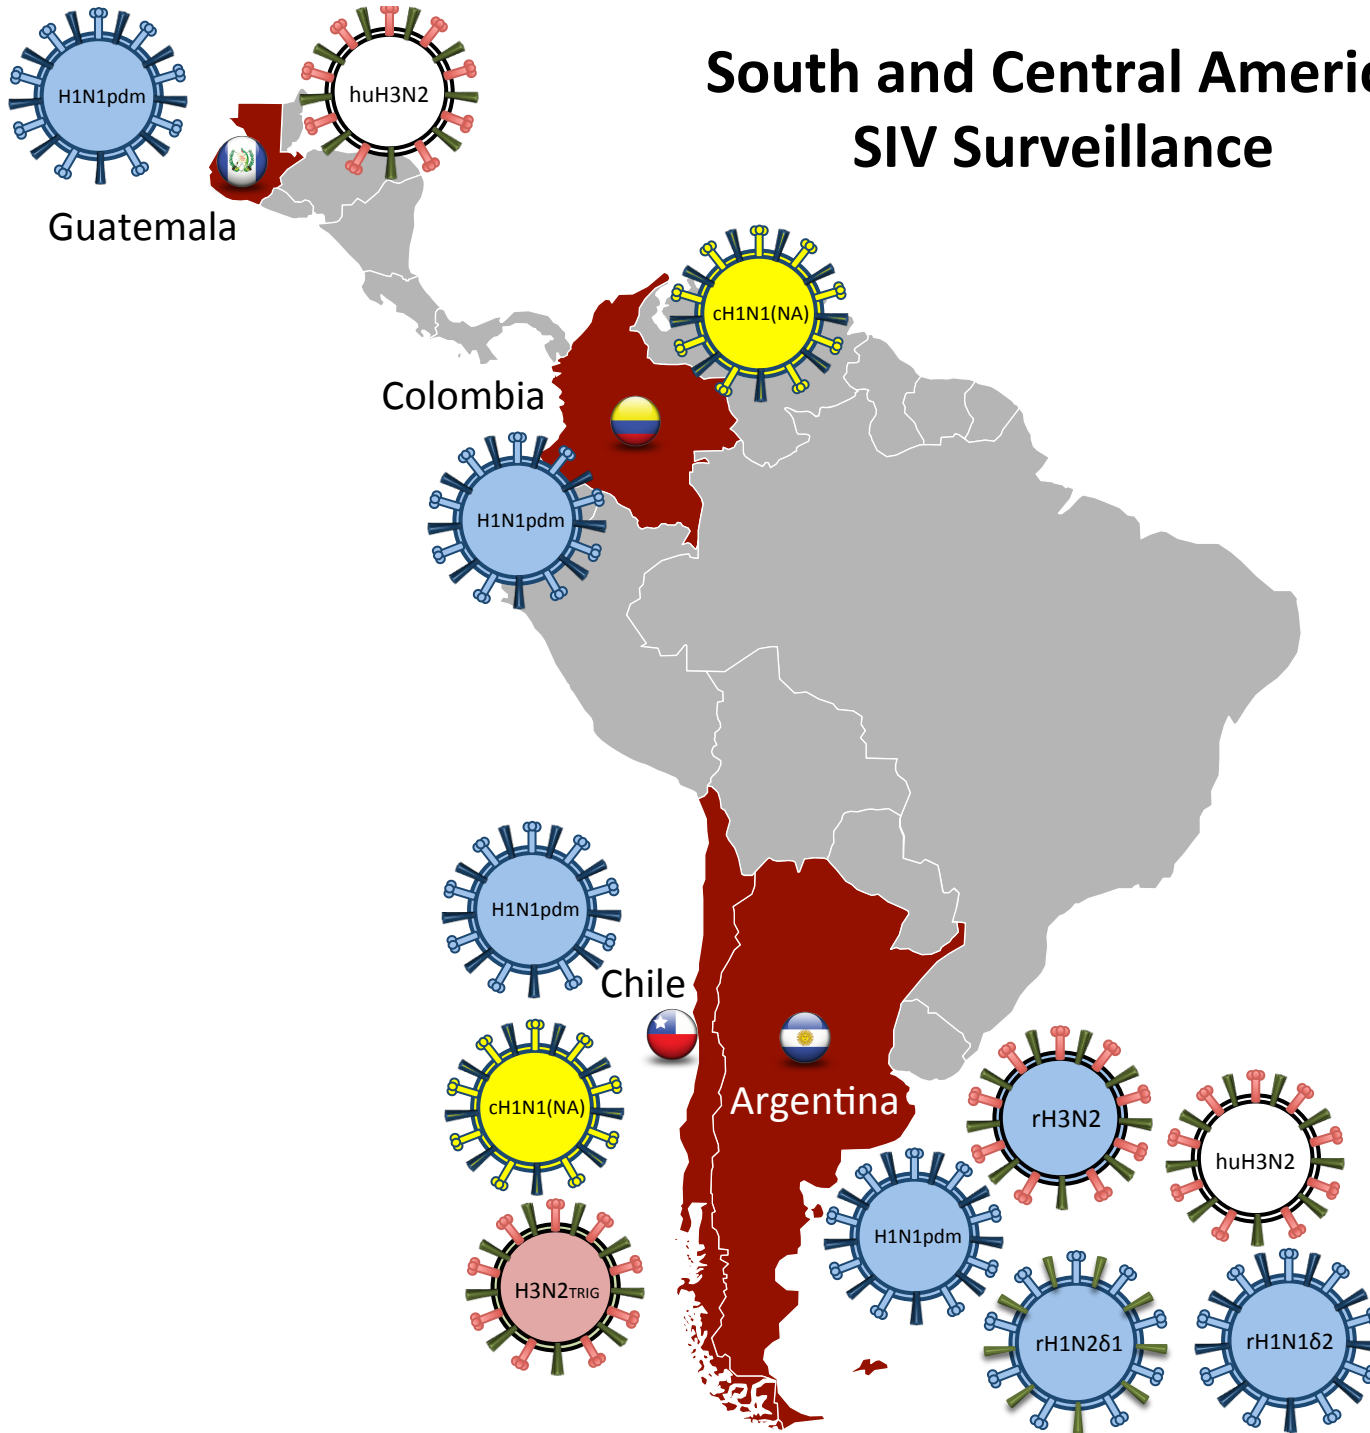 South and Central Americ
SIV Surveillance
H1N1pdm
huH3N2
Guatemala
cH1N1(NA)
Colombia
H1N1pdm
H1N1pdm
Chile
cH1N1(NA)
Argentina
rH3N2
huH3N2
H1N1pdm
H3N2TRIG
rH1N2δ1
rH1N1δ2